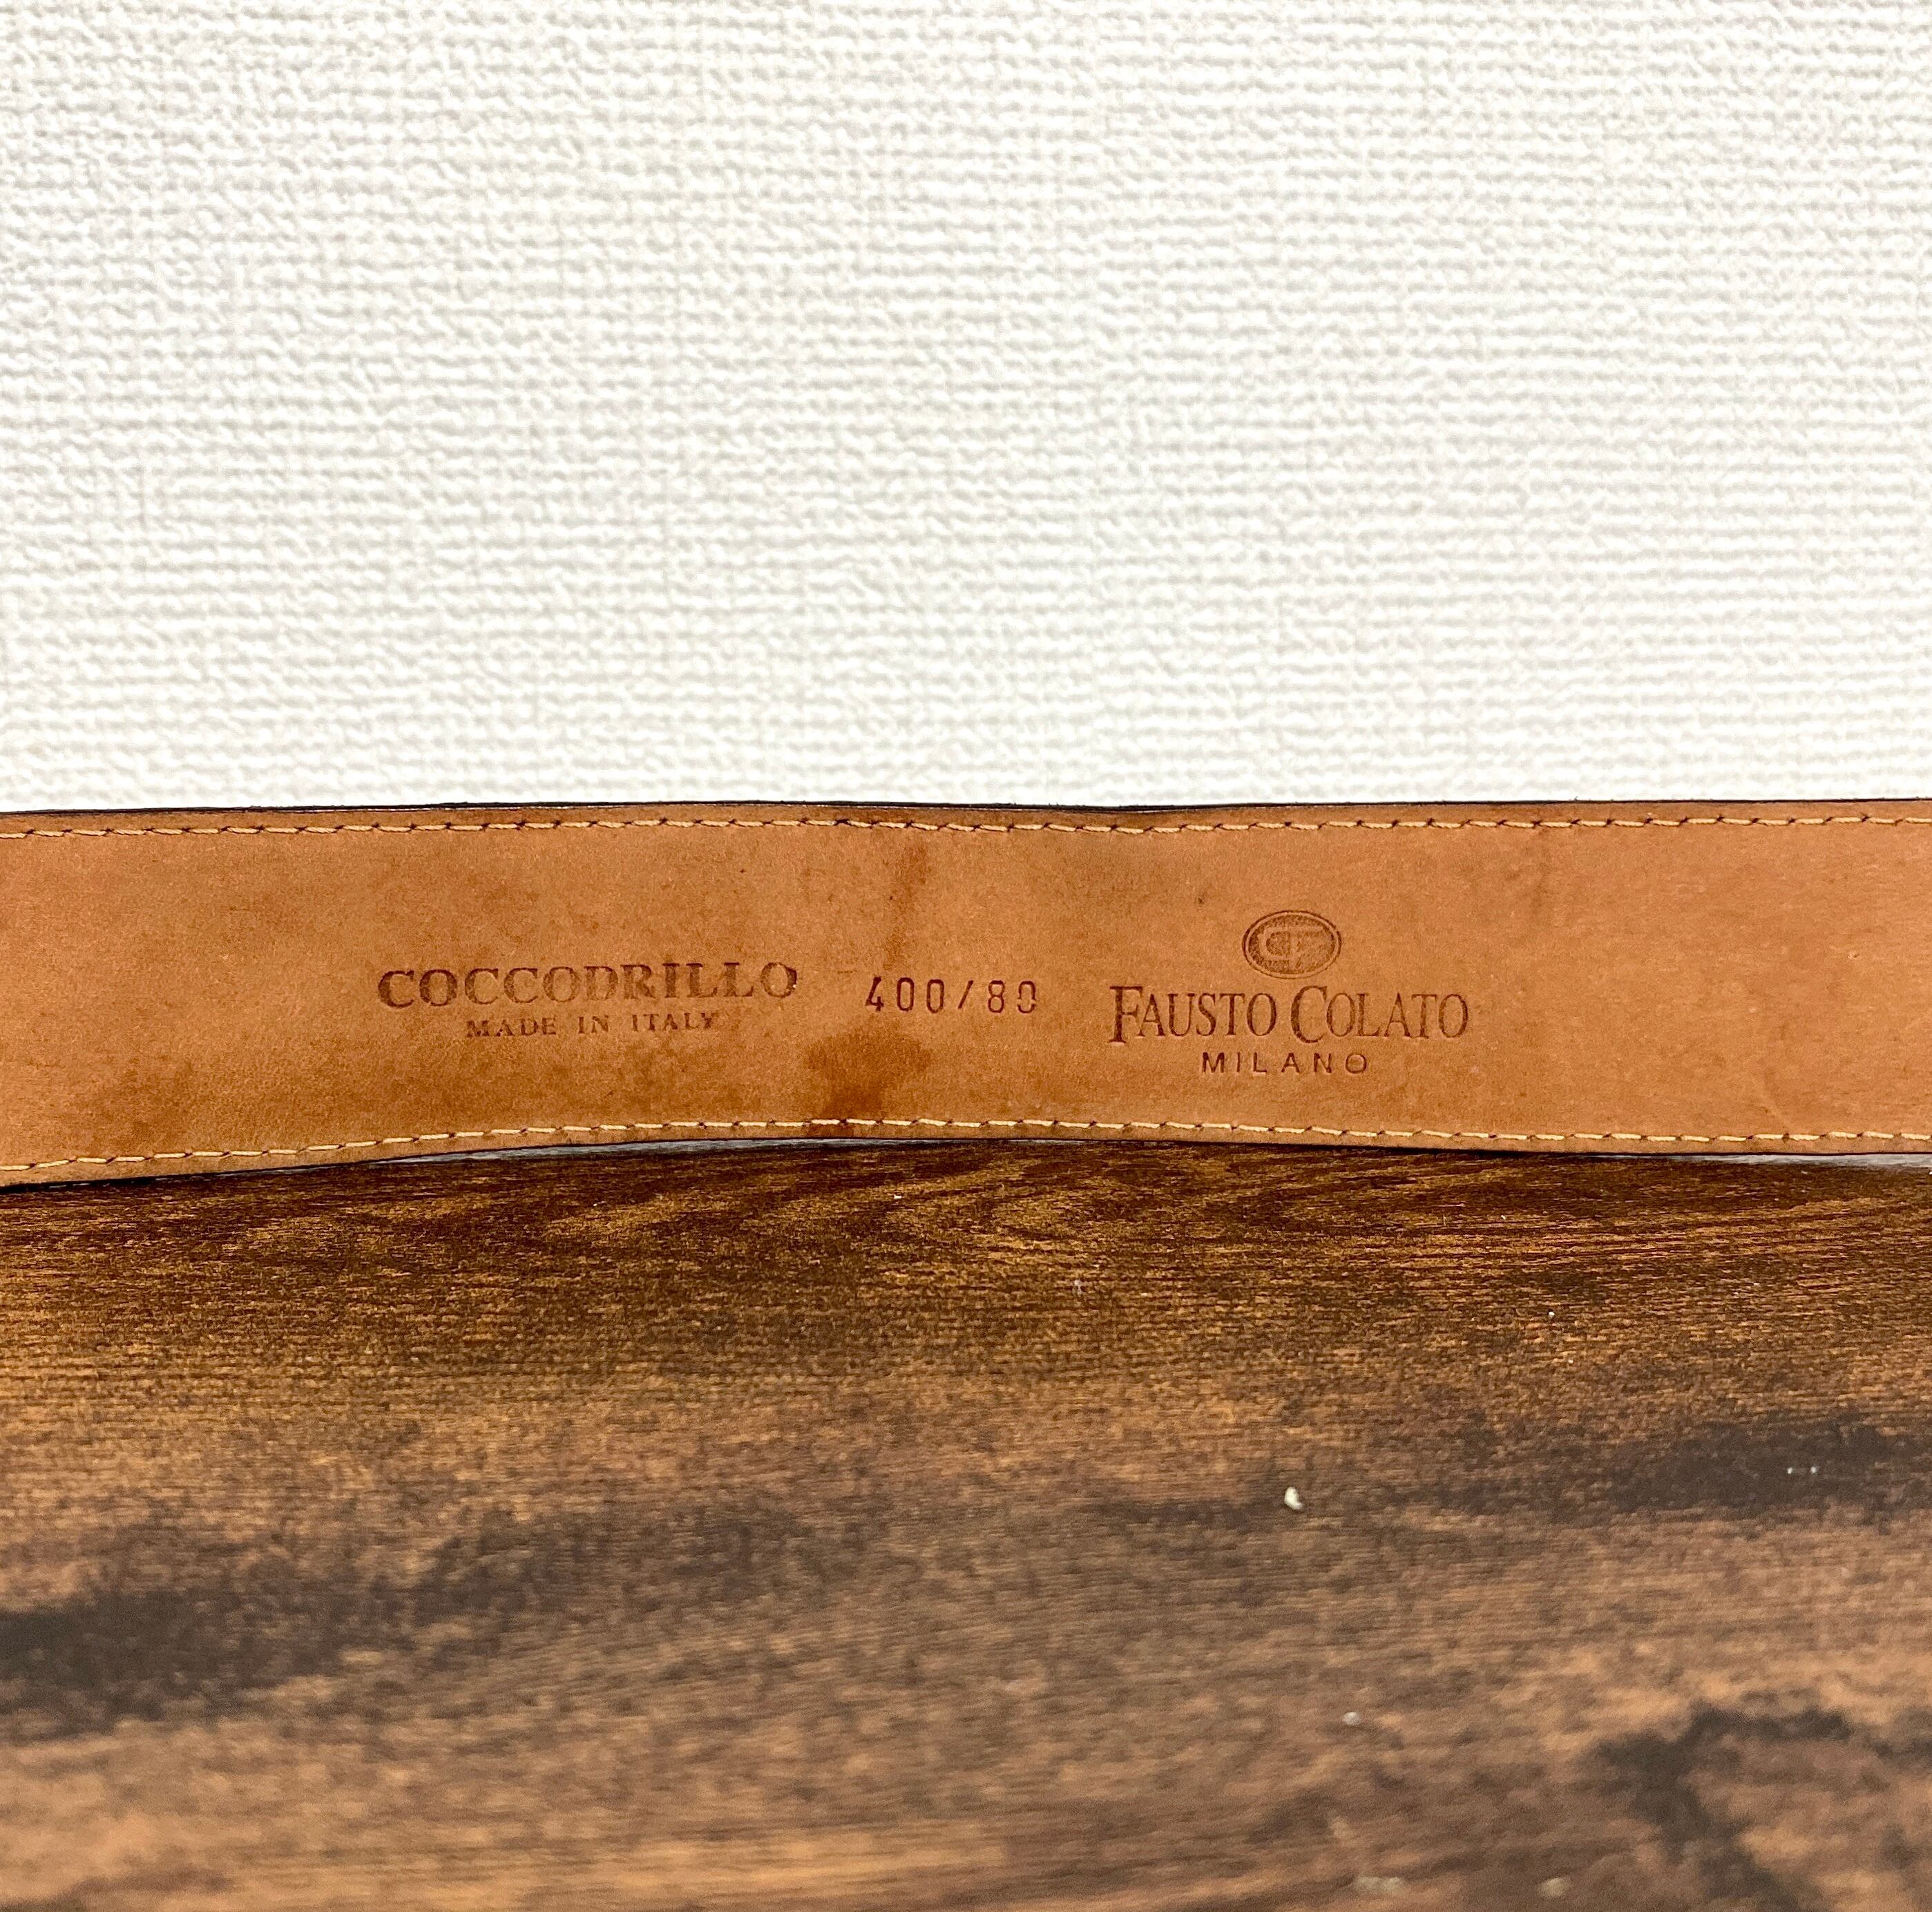 COCCODRILLO
MADE IN ITALY
400/80
FAUSTO COLATO
MILANO